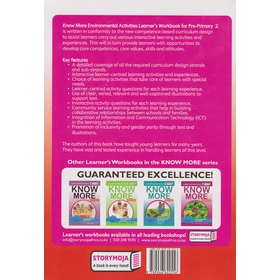 Know More Environmental Activities Learner's Workbook for Pre-Primary 2
is written in conformity to the new competence-based curriculum design
to assist learners carry out various interactive learning activities and
experiences. This will in turn provide learners with opportunities to
develop core competencies, core values, skills and attitudes.
Key features
• A detailed coverage of all the required curriculum design strands
and sub-strands.
• Interactive learner-centred learning activities and experiences.
• Choice of learning activities that take care of learners with special
needs.
• Learner-centred activity questions for each learning experience.
• Use of clear, varied, relevant and well-captured illustrations to
support learning.
• Interactive activity questions for each learning experience.
• Community service learning activities that help in building
collaborative relationships between schools and families.
• Integration of Information and Communication Technology (ICT)
in the learning activities.
• Promotion of inclusivity and gender parity through text and
illustrations.
The authors of this book have taught young learners for many years.
They have vast and tested experience in handling learners of this level.
Other Learner's Workbooks in the KNOW MORE series
GUARANTEED EXCELLENCE!
KNOW MORE
KNOW MORE
KNOW MORE
KNOW MORE
Learner's workbooks available in all leading bookshops!
STORYMOJA
A book in every hand!